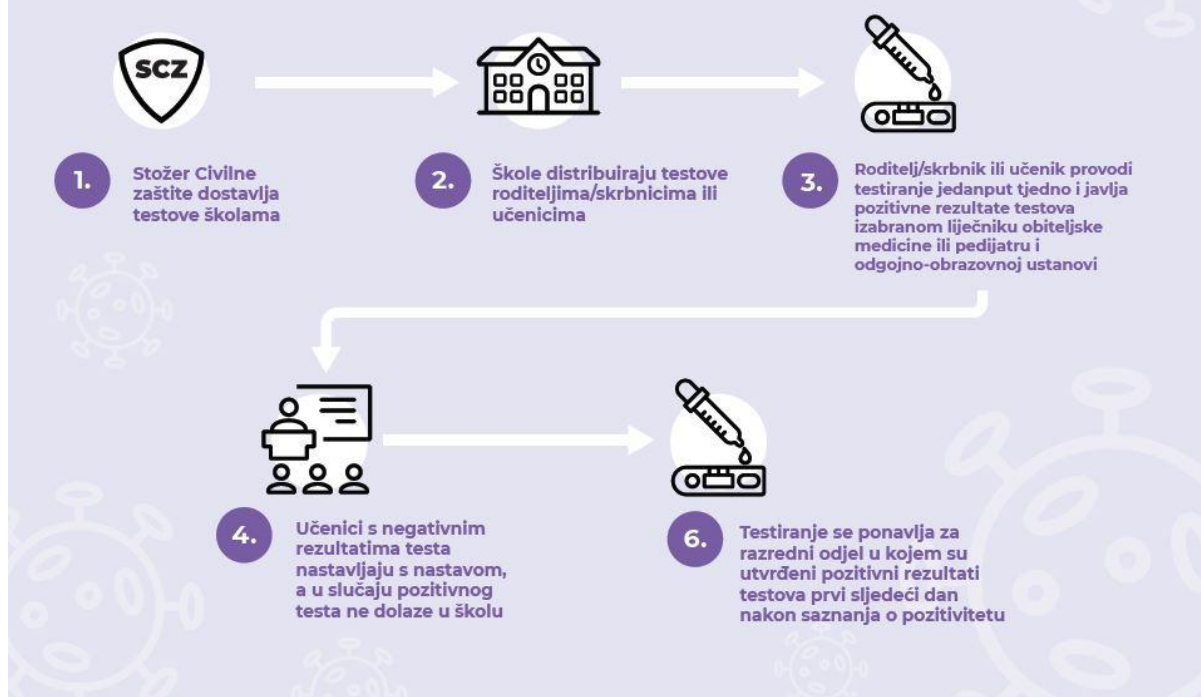 SCZ
1.
Stožer Civilne
zaštite dostavlja
testove školama
2.
Škole distribuiraju testove
roditeljima/skrbnicima ili
učenicima
3.
Roditelj/skrbnik ili učenik provodi
testiranje jedanput tjedno i javlja
pozitivne rezultate testova
izabranom liječniku obiteljske
medicine ili pedijatru i
odgojno-obrazovnoj ustanovi
4.
Učenici s negativnim
rezultatima testa
nastavljaju s nastavom,
a u slučaju pozitivnog
testa ne dolaze u školu
6.
Testiranje se ponavlja za
razredni odjel u kojem su
utvrđeni pozitivni rezultati
testova prvi sljedeći dan
nakon saznanja o pozitivitetu